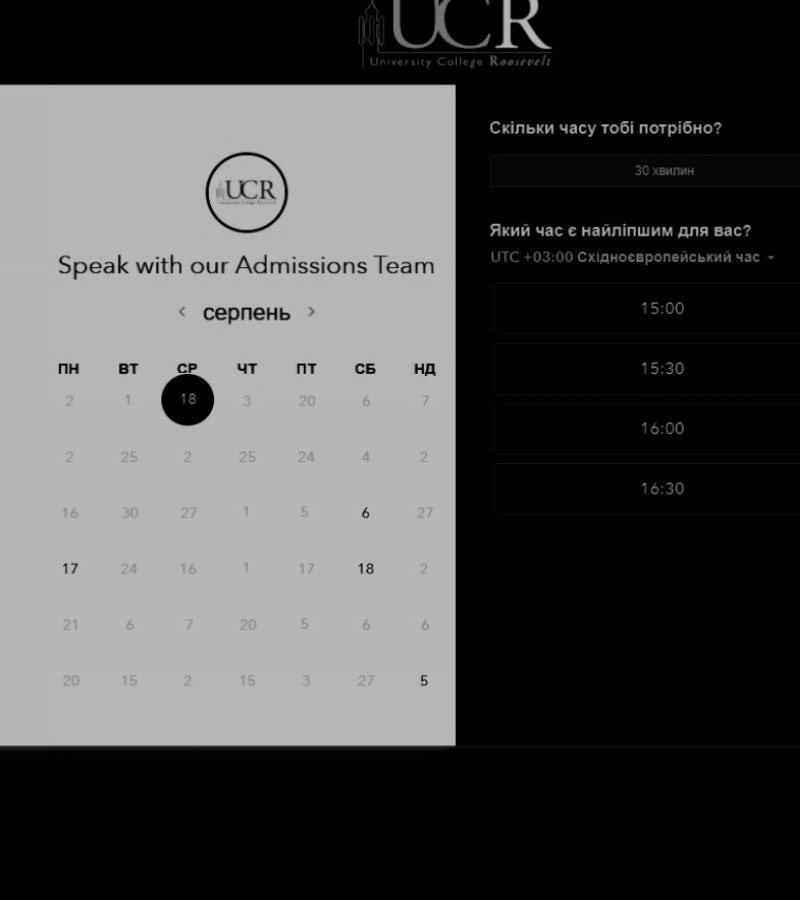 UCR
University College Roosevelt
UCR
University College Roosevelt
Speak with our Admissions Team
серпень
ПН ВТ СР ЧТ ПТ СБ НД
2 1 18 3 20 6 7
2 25 2 25 24 4 2
16 30 27 1 5 6 27
17 24 16 1 17 18 2
21 6 7 20 5 6 6
20 15 2 15 3 27 5
Скільки часу тобі потрібно?
30 хвилин
Який час є найліпшим для вас?
UTC +03:00 Східноєвропейський час
15:00
15:30
16:00
16:30